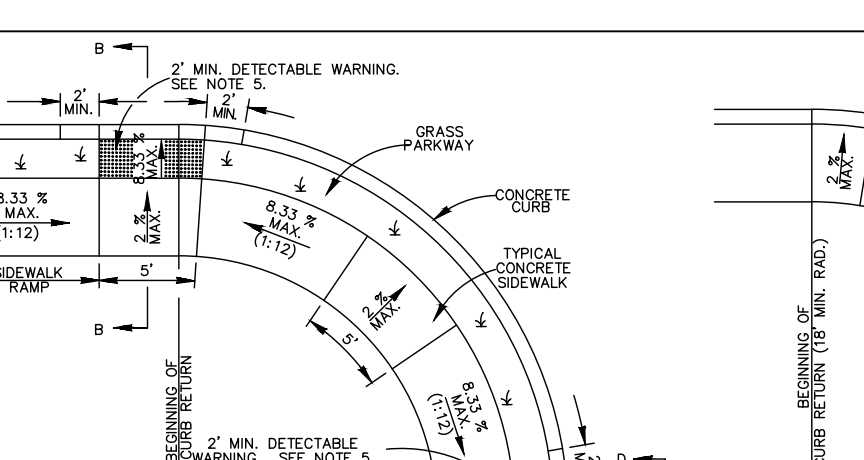 B
2' MIN. DETECTABLE WARNING.
SEE NOTE 5.
2'
MIN.
2'
MIN.
GRASS
PARKWAY
8.33 %
MAX.
2 %
MAX.
8.33 %
MAX.
(1:12)
CONCRETE
CURB
8.33 %
MAX.
(1:12)
2 %
MAX.
TYPICAL
CONCRETE
SIDEWALK
SIDEWALK
RAMP
5'
2 %
MAX.
B
5'
BEGINNING OF
CURB RETURN
BEGINNING OF
CURB RETURN (18' MIN. RAD.)
8.33 %
MAX.
(1:12)
2' MIN. DETECTABLE
WARNING. SEE NOTE 5.
2'
D